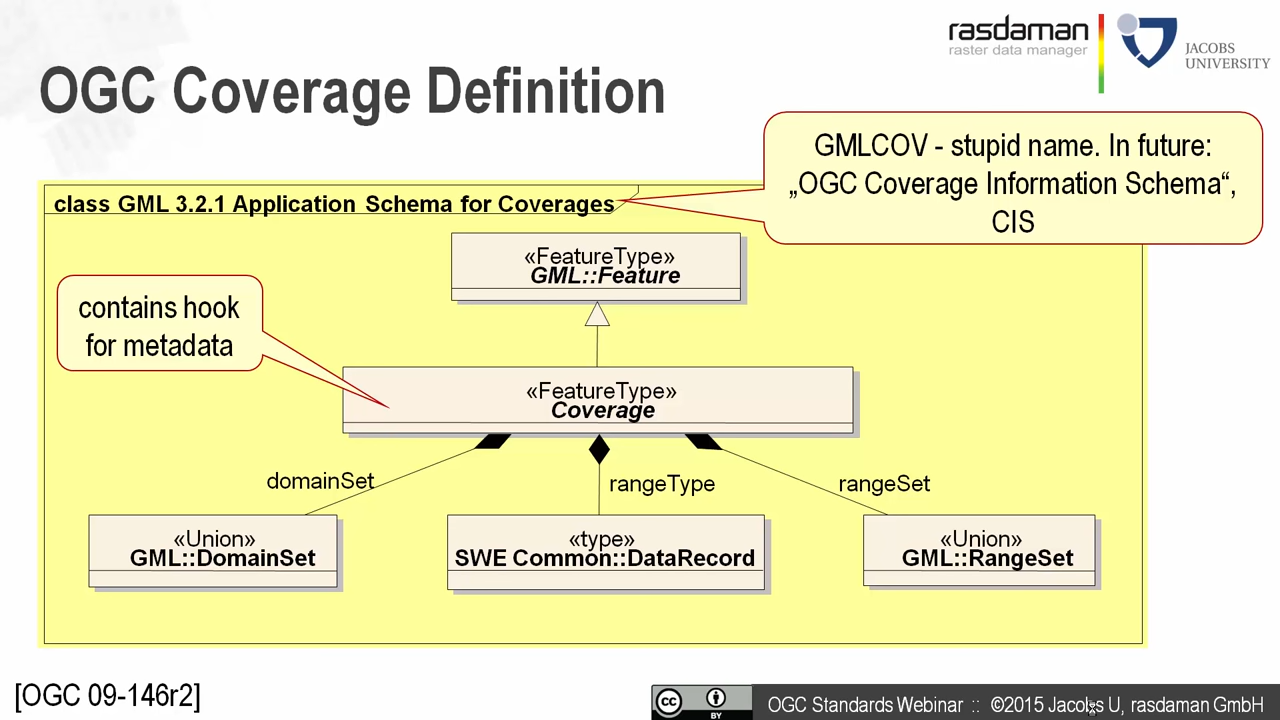 rasdaman
raster data manager
JACOBS
UNIVERSITY
OGC Coverage Definition
GMLCOV - stupid name. In future:
„OGC Coverage Information Schema“,
CIS
class GML 3.2.1 Application Schema for Coverages
«FeatureType»
GML::Feature
contains hook
for metadata
«FeatureType»
Coverage
domainSet
rangeType
rangeSet
«Union»
GML::DomainSet
«type»
SWE Common::DataRecord
«Union»
GML::RangeSet
[OGC 09-146r2]
cc
BY
OGC Standards Webinar :: ©2015 Jacobs U, rasdaman GmbH